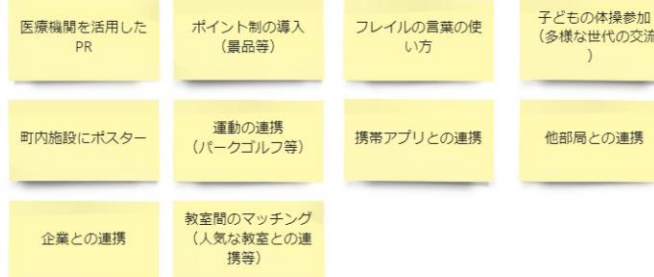 医療機関を活用した
PR
ポイント制の導入
(景品等)
フレイルの言葉の使
い方
子どもの体操参加
(多様な世代の交流
)
町内施設にポスター
運動の連携
(パークゴルフ等)
携帯アプリとの連携
他部局との連携
企業との連携
教室間のマッチング
(人気な教室との連
携等)